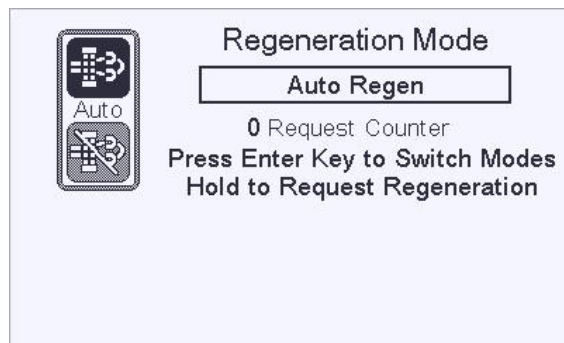 Regeneration Mode
Auto Regen
Auto
0 Request Counter
Press Enter Key to Switch Modes
Hold to Request Regeneration